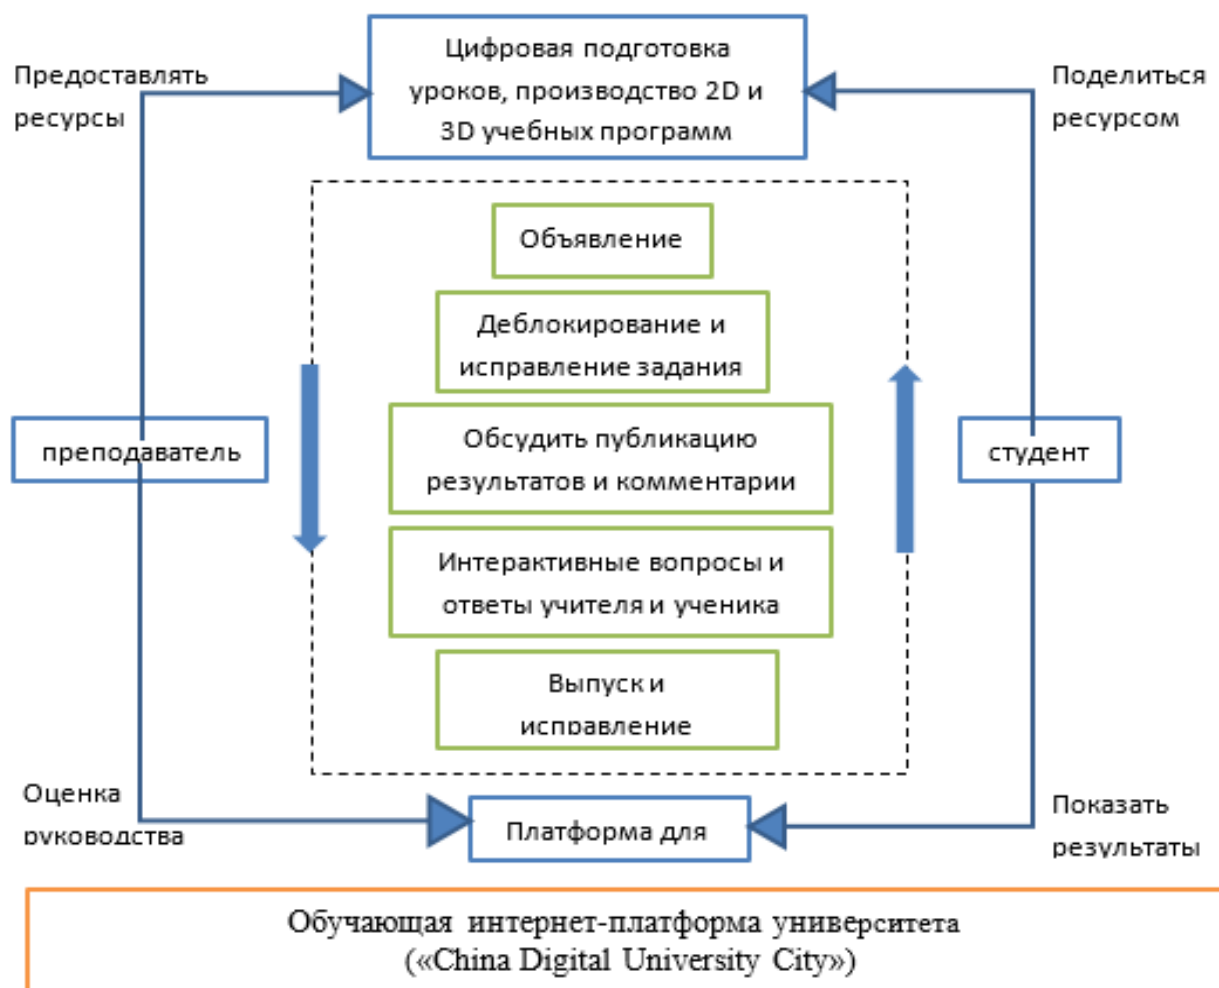 Цифровая подготовка
уроков, производство 2D и
3D учебных программ
Предоставлять
ресурсы
Поделиться
ресурсом
Объявление
Деблокирование и
исправление задания
Обсудить публикацию
результатов и комментарии
преподаватель
студент
Интерактивные вопросы и
ответы учителя и ученика
Выпуск и
исправление
Оценка
руководства
Платформа для
Показать
результаты
Обучающая интернет-платформа университета
(«China Digital University City»)